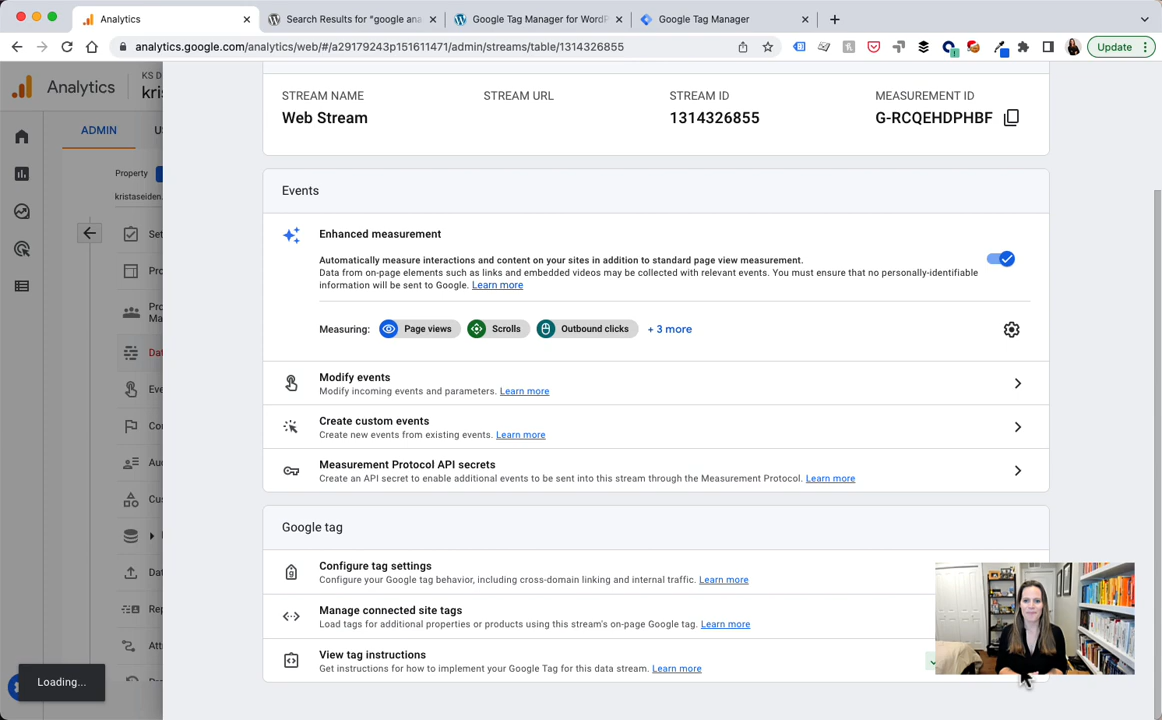 Analytics
Search Results for "google ana
Google Tag Manager for WordP
Google Tag Manager
analytics.google.com/analytics/web/#/a29179243p151611471/admin/streams/table/1314326855
Update
Analytics
KS D
kris
ADMIN
Property
kristaseiden.
STREAM NAME
STREAM URL
STREAM ID
MEASUREMENT ID
Web Stream
1314326855
G-RCQEHDPHBF
Events
Enhanced measurement
Automatically measure interactions and content on your sites in addition to standard page view measurement.
Data from on-page elements such as links and embedded videos may be collected with relevant events. You must ensure that no personally-identifiable
information will be sent to Google. Learn more
Measuring: Page views Scrolls Outbound clicks + 3 more
Modify events
Modify incoming events and parameters. Learn more
Create custom events
Create new events from existing events. Learn more
Measurement Protocol API secrets
Create an API secret to enable additional events to be sent into this stream through the Measurement Protocol. Learn more
Google tag
Configure tag settings
Configure your Google tag behavior, including cross-domain linking and internal traffic. Learn more
Manage connected site tags
Load tags for additional properties or products using this stream's on-page Google tag. Learn more
View tag instructions
Get instructions for how to implement your Google Tag for this data stream. Learn more
Set
Pro
Pro
Ma
Dat
Eve
Co
Au
Cus
Dat
Rep
Att
Loading...